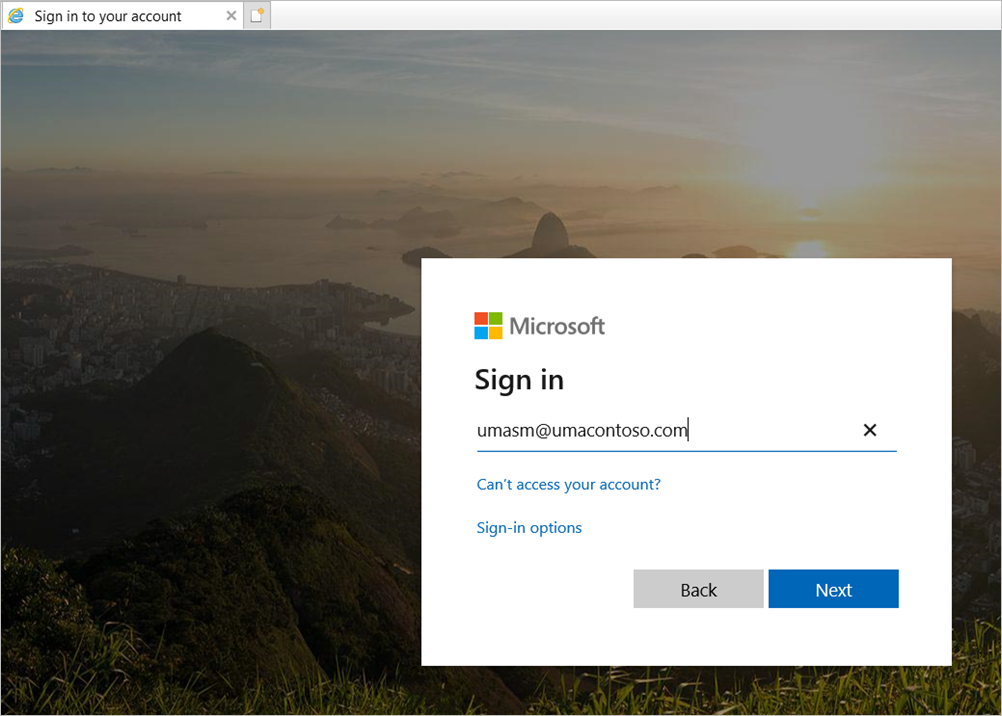 Sign in to your account
Microsoft
Sign in
umasm@umacontoso.com
Can't access your account?
Sign-in options
Back
Next